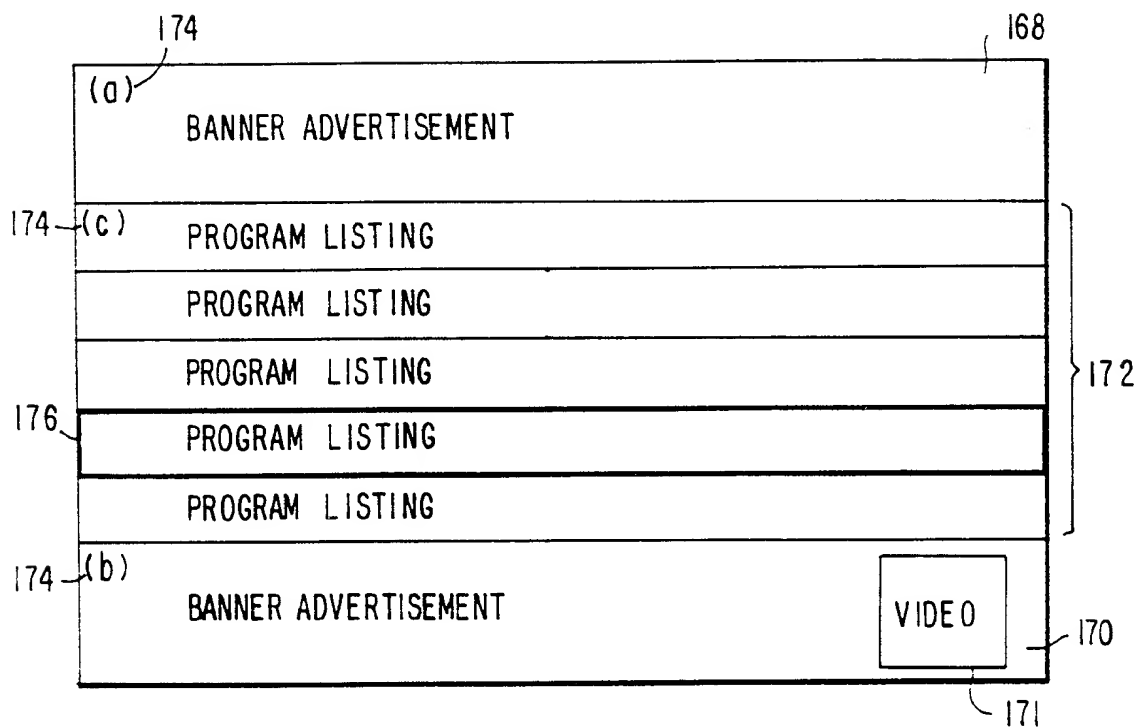 174
168
(a)
BANNER ADVERTISEMENT
174 (c) PROGRAM LISTING
PROGRAM LISTING
PROGRAM LISTING
172
176 PROGRAM LISTING
PROGRAM LISTING
174 (b)
BANNER ADVERTISEMENT
VIDEO
170
171